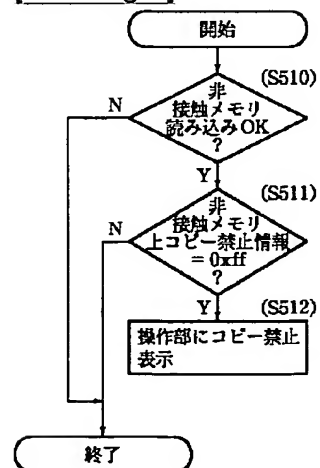 開始
(S510)
非
接触メモリ
読み込みOK
?
N
Y
(S511)
非
接触メモリ
上コピー禁止情報
= 0xff
?
N
Y
(S512)
操作部にコピー禁止
表示
終了